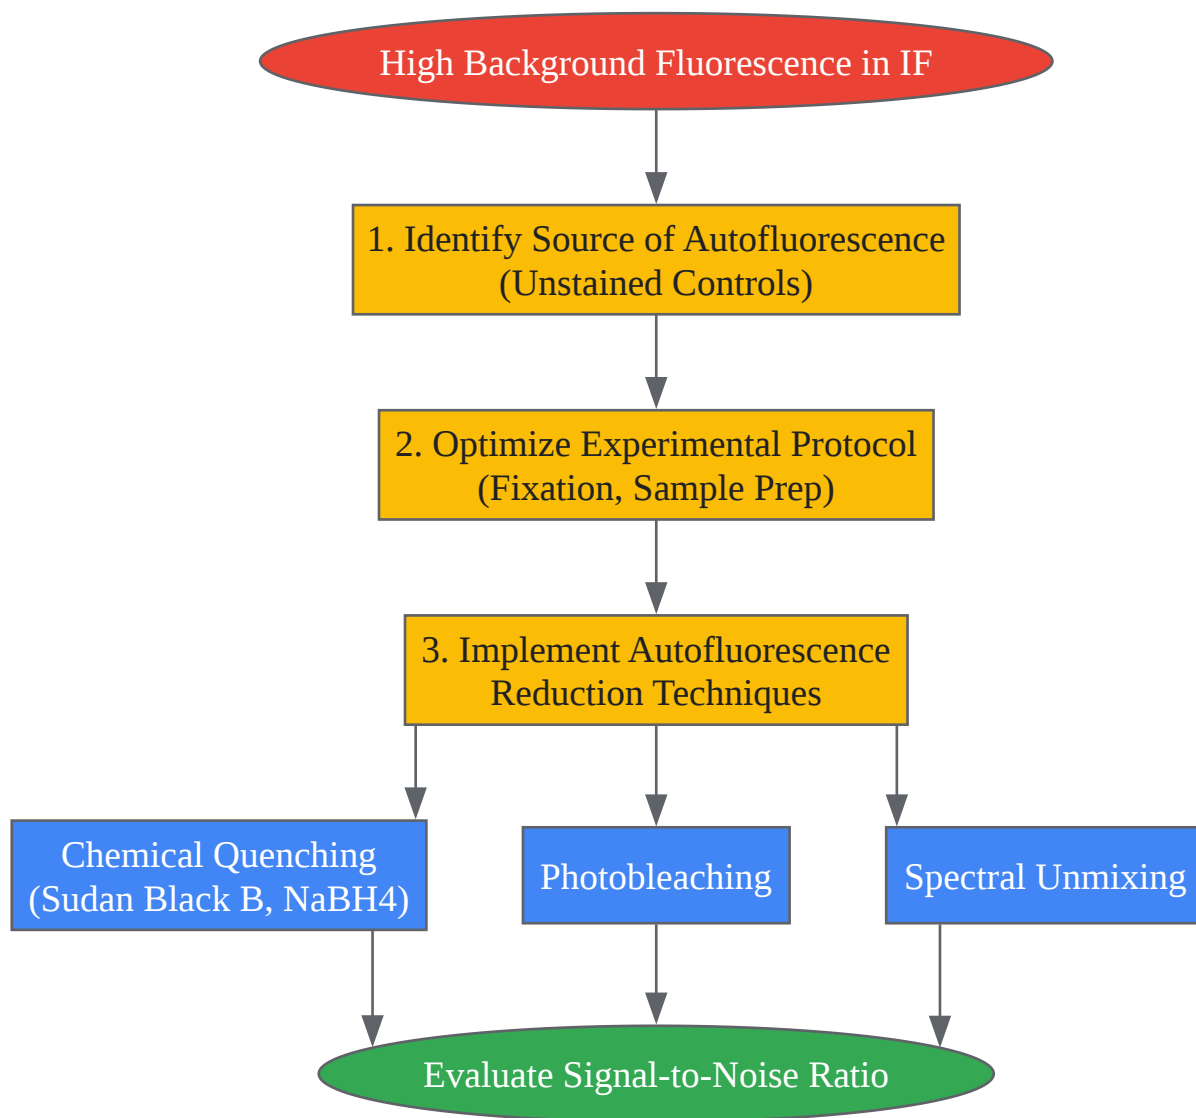 High Background Fluorescence in IF
1. Identify Source of Autofluorescence
(Unstained Controls)
2. Optimize Experimental Protocol
(Fixation, Sample Prep)
3. Implement Autofluorescence
Reduction Techniques
Chemical Quenching
(Sudan Black B, NaBH4)
Photobleaching
Spectral Unmixing
Evaluate Signal-to-Noise Ratio